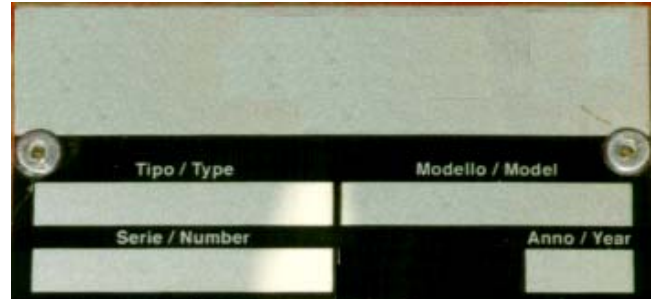 Tipo / Type
Modello / Model
Serie / Number
Anno / Year